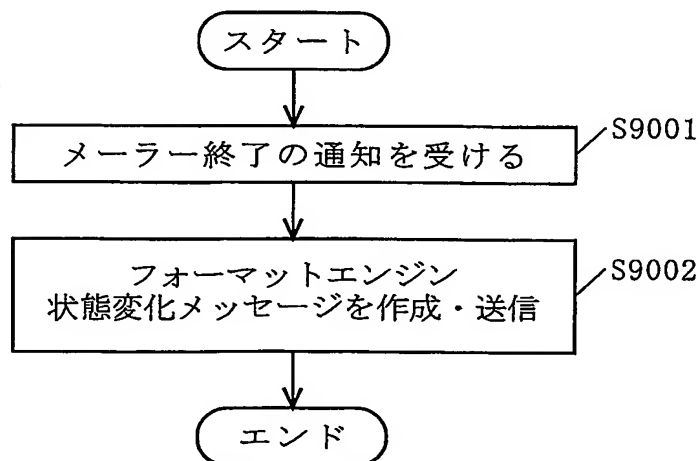 スタート
メーラー終了の通知を受ける
S9001
フォーマットエンジン
状態変化メッセージを作成・送信
S9002
エンド